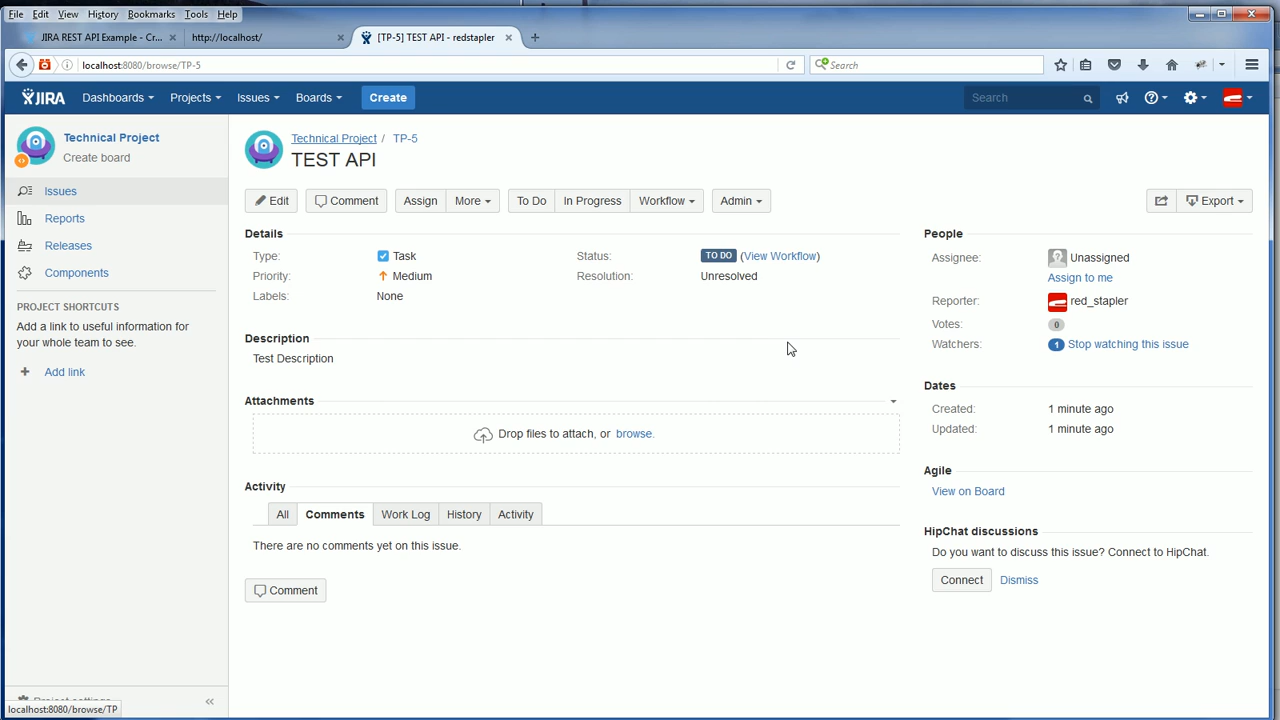 File Edit View History Bookmarks Tools Help
JIRA REST API Example - Cr... × http://localhost/ × [TP-5] TEST API - redstapler × +
localhost:8080/browse/TP-5 Search
JIRA Dashboards Projects Issues Boards Create Search
Technical Project
Create board
Issues
Reports
Releases
Components
PROJECT SHORTCUTS
Add a link to useful information for
your whole team to see.
+ Add link
Project settings
localhost:8080/browse/TP
Technical Project / TP-5
TEST API
Edit Comment Assign More To Do In Progress Workflow Admin Export
Details
Type: Task Status: TO DO (View Workflow)
Priority: Medium Resolution: Unresolved
Labels: None
Description
Test Description
Attachments
Drop files to attach, or browse.
Activity
All Comments Work Log History Activity
There are no comments yet on this issue.
Comment
People
Assignee: Unassigned
Assign to me
Reporter: red_stapler
Votes: 0
Watchers: 1 Stop watching this issue
Dates
Created: 1 minute ago
Updated: 1 minute ago
Agile
View on Board
HipChat discussions
Do you want to discuss this issue? Connect to HipChat.
Connect Dismiss